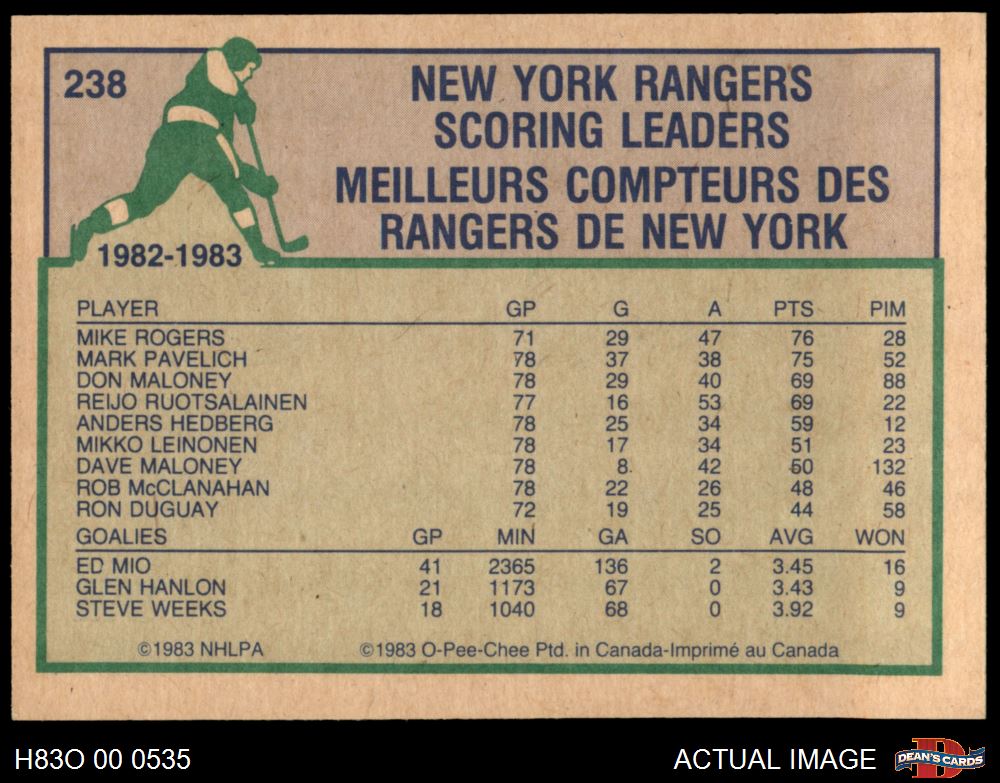 238
NEW YORK RANGERS
SCORING LEADERS
MEILLEURS COMPTEURS DES
RANGERS DE NEW YORK
1982-1983
PLAYER GP G A PTS PIM
MIKE ROGERS 71 29 47 76 28
MARK PAVELICH 78 37 38 75 52
DON MALONEY 78 29 40 69 88
REIJO RUOTSALAINEN 77 16 53 69 22
ANDERS HEDBERG 78 25 34 59 12
MIKKO LEINONEN 78 17 34 51 23
DAVE MALONEY 78 8 42 50 132
ROB McCLANAHAN 78 22 26 48 46
RON DUGUAY 72 19 25 44 58
GOALIES GP MIN GA SO AVG WON
ED MIO 41 2365 136 2 3.45 16
GLEN HANLON 21 1173 67 0 3.43 9
STEVE WEEKS 18 1040 68 0 3.92 9
©1983 NHLPA ©1983 O-Pee-Chee Ptd. in Canada-Imprimé au Canada
H83O 00 0535 ACTUAL IMAGE D DEAN'S CARDS